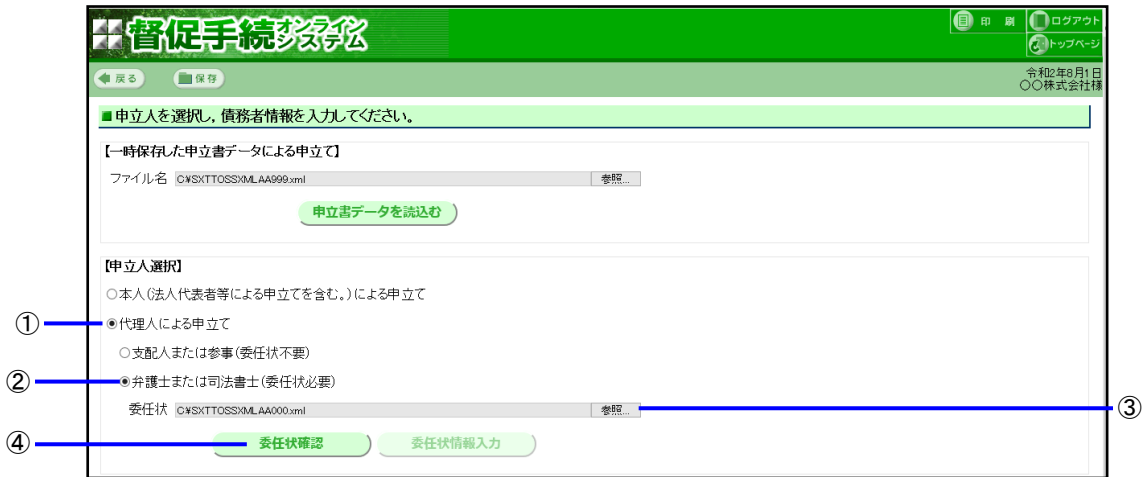 督促手続オンラインシステム
印 刷 ログアウト
トップページ
戻る 保存
令和2年8月1日
〇〇株式会社様
■申立人を選択し，債務者情報を入力してください。
【一時保存した申立書データによる申立て】
ファイル名 C:¥SXTTOSSXMLAA999.xml 参照...
申立書データを読込む
【申立人選択】
○本人（法人代表者等による申立てを含む。）による申立て
① ◉代理人による申立て
○支配人または参事（委任状不要）
② ◉弁護士または司法書士（委任状必要）
委任状 C:¥SXTTOSSXMLAA000.xml 参照... ③
④ 委任状確認 委任状情報入力